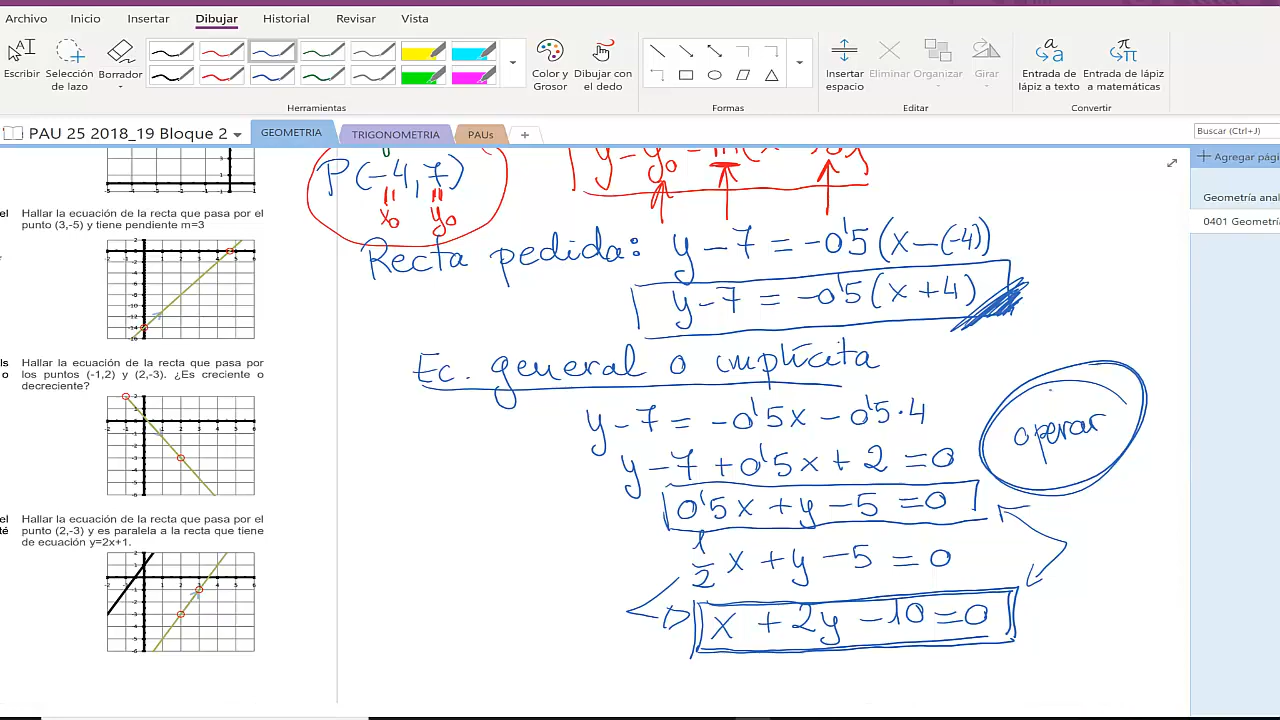 Archivo Inicio Insertar Dibujar Historial Revisar Vista
Escribir Selección de lazo Borrador Color y Grosor Dibujar con el dedo Insertar espacio Eliminar Organizar Girar Entrada de lápiz a texto Entrada de lápiz a matemáticas
Herramientas Formas Editar Convertir
PAU 25 2018_19 Bloque 2 GEOMETRIA TRIGONOMETRIA PAUs + Buscar (Ctrl+J)
Agregar pági
Geometría anal
0401 Geometrí
Hallar la ecuación de la recta que pasa por el
punto (3,-5) y tiene pendiente m=3
Hallar la ecuación de la recta que pasa por
los puntos (-1,2) y (2,-3). ¿Es creciente o
decreciente?
Hallar la ecuación de la recta que pasa por el
punto (2,-3) y es paralela a la recta que tiene
de ecuación y=2x+1.
P(-4,7)
x₀ y₀
Recta pedida: y-7 = -0'5(x-(-4))
y-7 = -0'5(x+4)
Ec. general o implícita
y-7 = -0'5x - 0'5·4
operar
y-7+0'5x+2=0
0'5x+y-5=0
1/2 x+y-5=0
x+2y-10=0